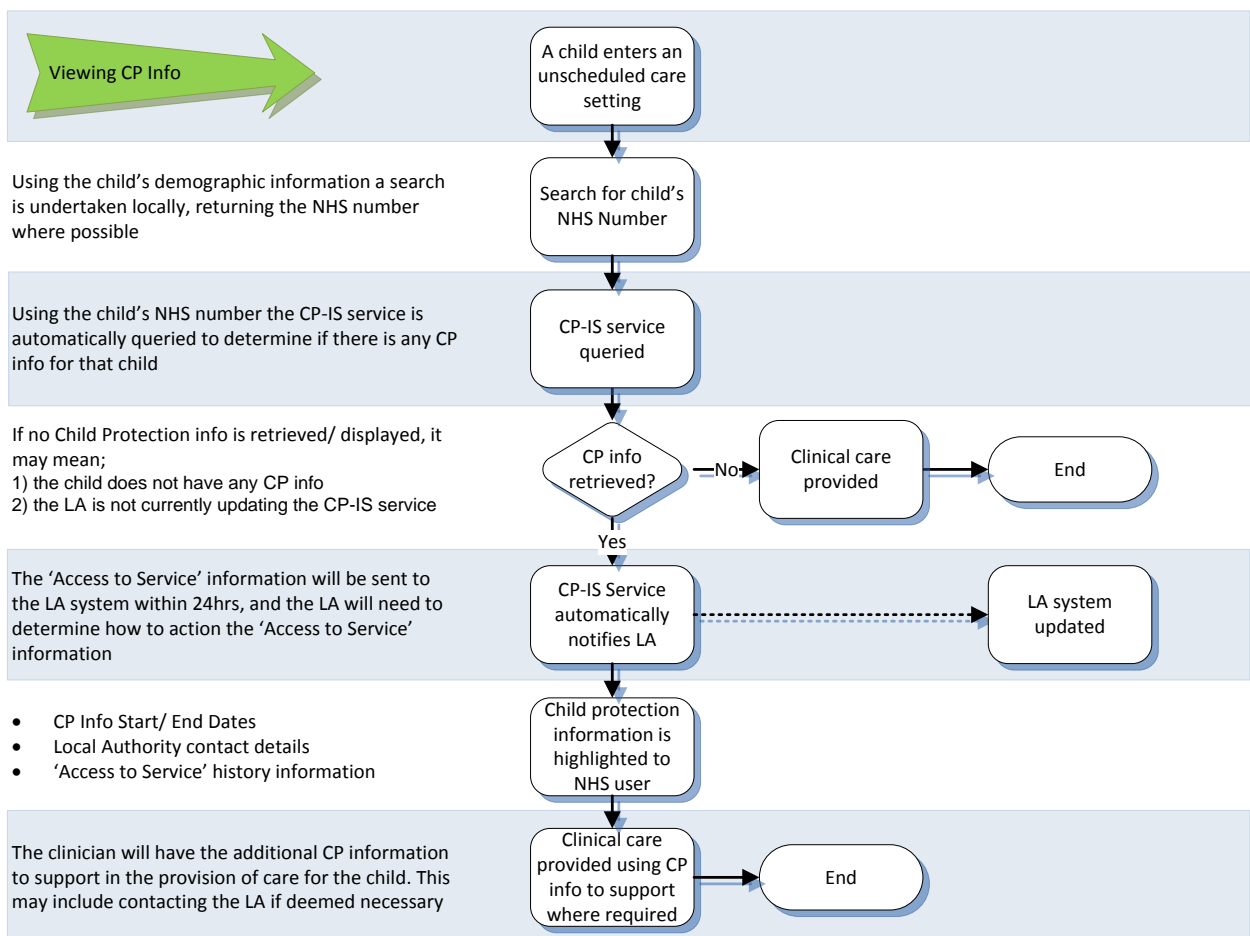 Viewing CP Info
A child enters an
unscheduled care
setting
Using the child’s demographic information a search
is undertaken locally, returning the NHS number
where possible
Search for child’s
NHS Number
Using the child’s NHS number the CP-IS service is
automatically queried to determine if there is any CP
info for that child
CP-IS service
queried
If no Child Protection info is retrieved/ displayed, it
may mean;
1) the child does not have any CP info
2) the LA is not currently updating the CP-IS service
CP info
retrieved?
No
Clinical care
provided
End
Yes
The ‘Access to Service’ information will be sent to
the LA system within 24hrs, and the LA will need to
determine how to action the ‘Access to Service’
information
CP-IS Service
automatically
notifies LA
LA system
updated
• CP Info Start/ End Dates
• Local Authority contact details
• ‘Access to Service’ history information
Child protection
information is
highlighted to
NHS user
The clinician will have the additional CP information
to support in the provision of care for the child. This
may include contacting the LA if deemed necessary
Clinical care
provided using CP
info to support
where required
End